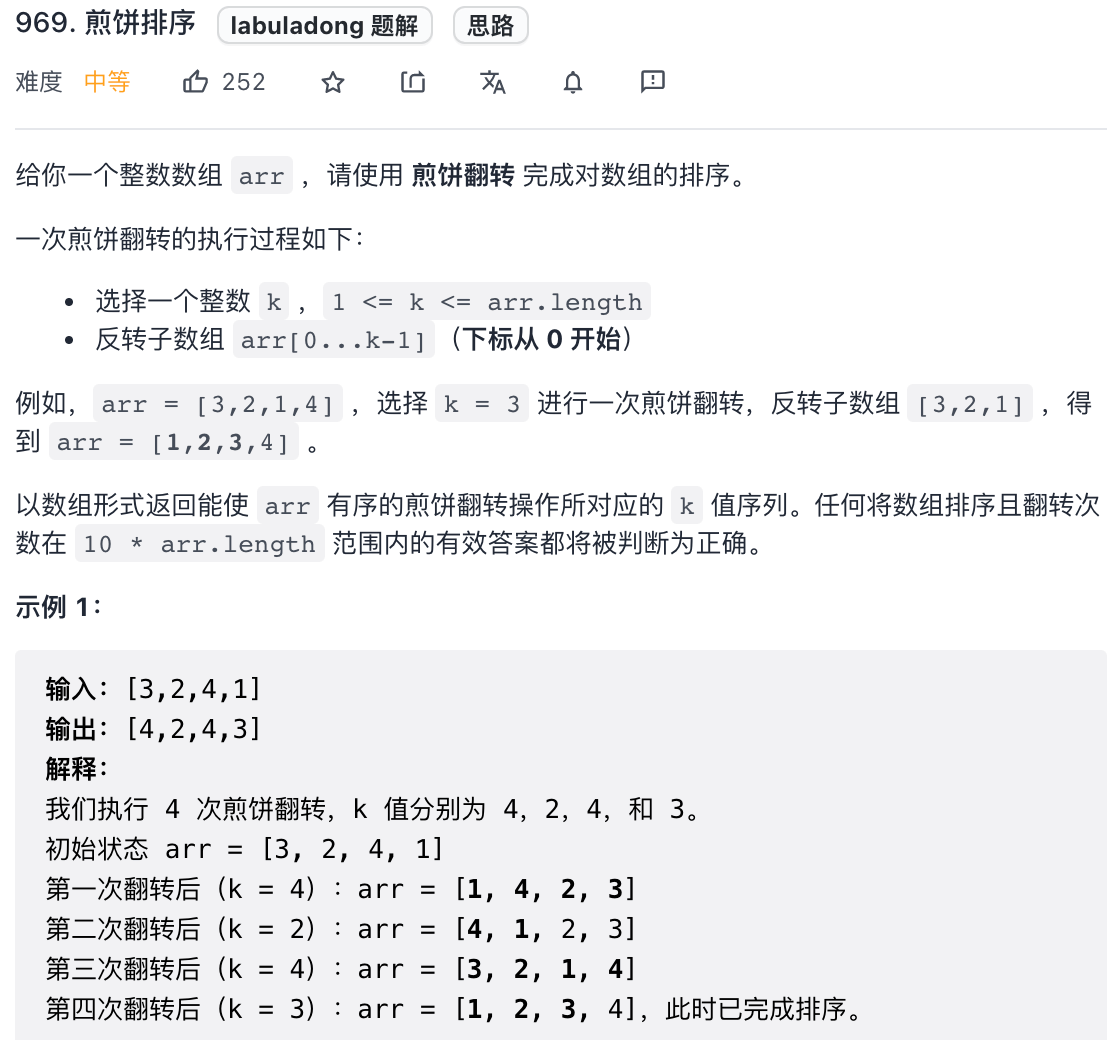 969. 煎饼排序 labuladong 题解 思路
难度 中等 252
给你一个整数数组 arr ，请使用 煎饼翻转 完成对数组的排序。
一次煎饼翻转的执行过程如下：
• 选择一个整数 k ， 1 <= k <= arr.length
• 反转子数组 arr[0...k-1]（下标从 0 开始）
例如， arr = [3,2,1,4] ，选择 k = 3 进行一次煎饼翻转，反转子数组 [3,2,1] ，得
到 arr = [1,2,3,4] 。
以数组形式返回能使 arr 有序的煎饼翻转操作所对应的 k 值序列。任何将数组排序且翻转次
数在 10 * arr.length 范围内的有效答案都将被判断为正确。
示例 1：
输入：[3,2,4,1]
输出：[4,2,4,3]
解释：
我们执行 4 次煎饼翻转，k 值分别为 4，2，4，和 3。
初始状态 arr = [3, 2, 4, 1]
第一次翻转后（k = 4）：arr = [1, 4, 2, 3]
第二次翻转后（k = 2）：arr = [4, 1, 2, 3]
第三次翻转后（k = 4）：arr = [3, 2, 1, 4]
第四次翻转后（k = 3）：arr = [1, 2, 3, 4]，此时已完成排序。